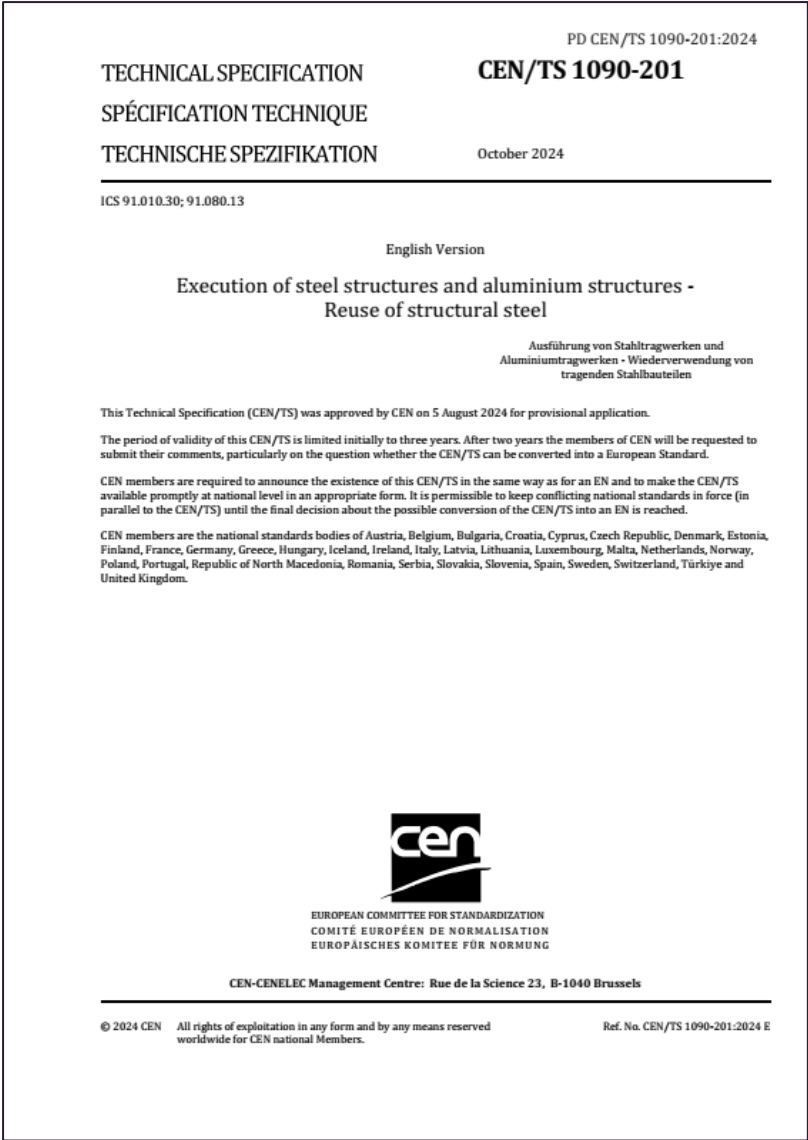 PD CEN/TS 1090-201:2024
TECHNICAL SPECIFICATION
CEN/TS 1090-201
SPÉCIFICATION TECHNIQUE
TECHNISCHE SPEZIFIKATION
October 2024
ICS 91.010.30; 91.080.13
English Version
Execution of steel structures and aluminium structures -
Reuse of structural steel
Ausführung von Stahltragwerken und
Aluminiumtragwerken - Wiederverwendung von
tragenden Stahlbauteilen
This Technical Specification (CEN/TS) was approved by CEN on 5 August 2024 for provisional application.
The period of validity of this CEN/TS is limited initially to three years. After two years the members of CEN will be requested to
submit their comments, particularly on the question whether the CEN/TS can be converted into a European Standard.
CEN members are required to announce the existence of this CEN/TS in the same way as for an EN and to make the CEN/TS
available promptly at national level in an appropriate form. It is permissible to keep conflicting national standards in force (in
parallel to the CEN/TS) until the final decision about the possible conversion of the CEN/TS into an EN is reached.
CEN members are the national standards bodies of Austria, Belgium, Bulgaria, Croatia, Cyprus, Czech Republic, Denmark, Estonia,
Finland, France, Germany, Greece, Hungary, Iceland, Ireland, Italy, Latvia, Lithuania, Luxembourg, Malta, Netherlands, Norway,
Poland, Portugal, Republic of North Macedonia, Romania, Serbia, Slovakia, Slovenia, Spain, Sweden, Switzerland, Türkiye and
United Kingdom.
cen
EUROPEAN COMMITTEE FOR STANDARDIZATION
COMITÉ EUROPÉEN DE NORMALISATION
EUROPÄISCHES KOMITEE FÜR NORMUNG
CEN-CENELEC Management Centre: Rue de la Science 23, B-1040 Brussels
© 2024 CEN All rights of exploitation in any form and by any means reserved
worldwide for CEN national Members.
Ref. No. CEN/TS 1090-201:2024 E